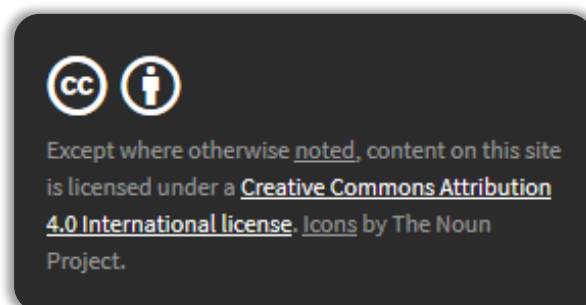 cc
Except where otherwise noted, content on this site
is licensed under a Creative Commons Attribution
4.0 International license. Icons by The Noun
Project.